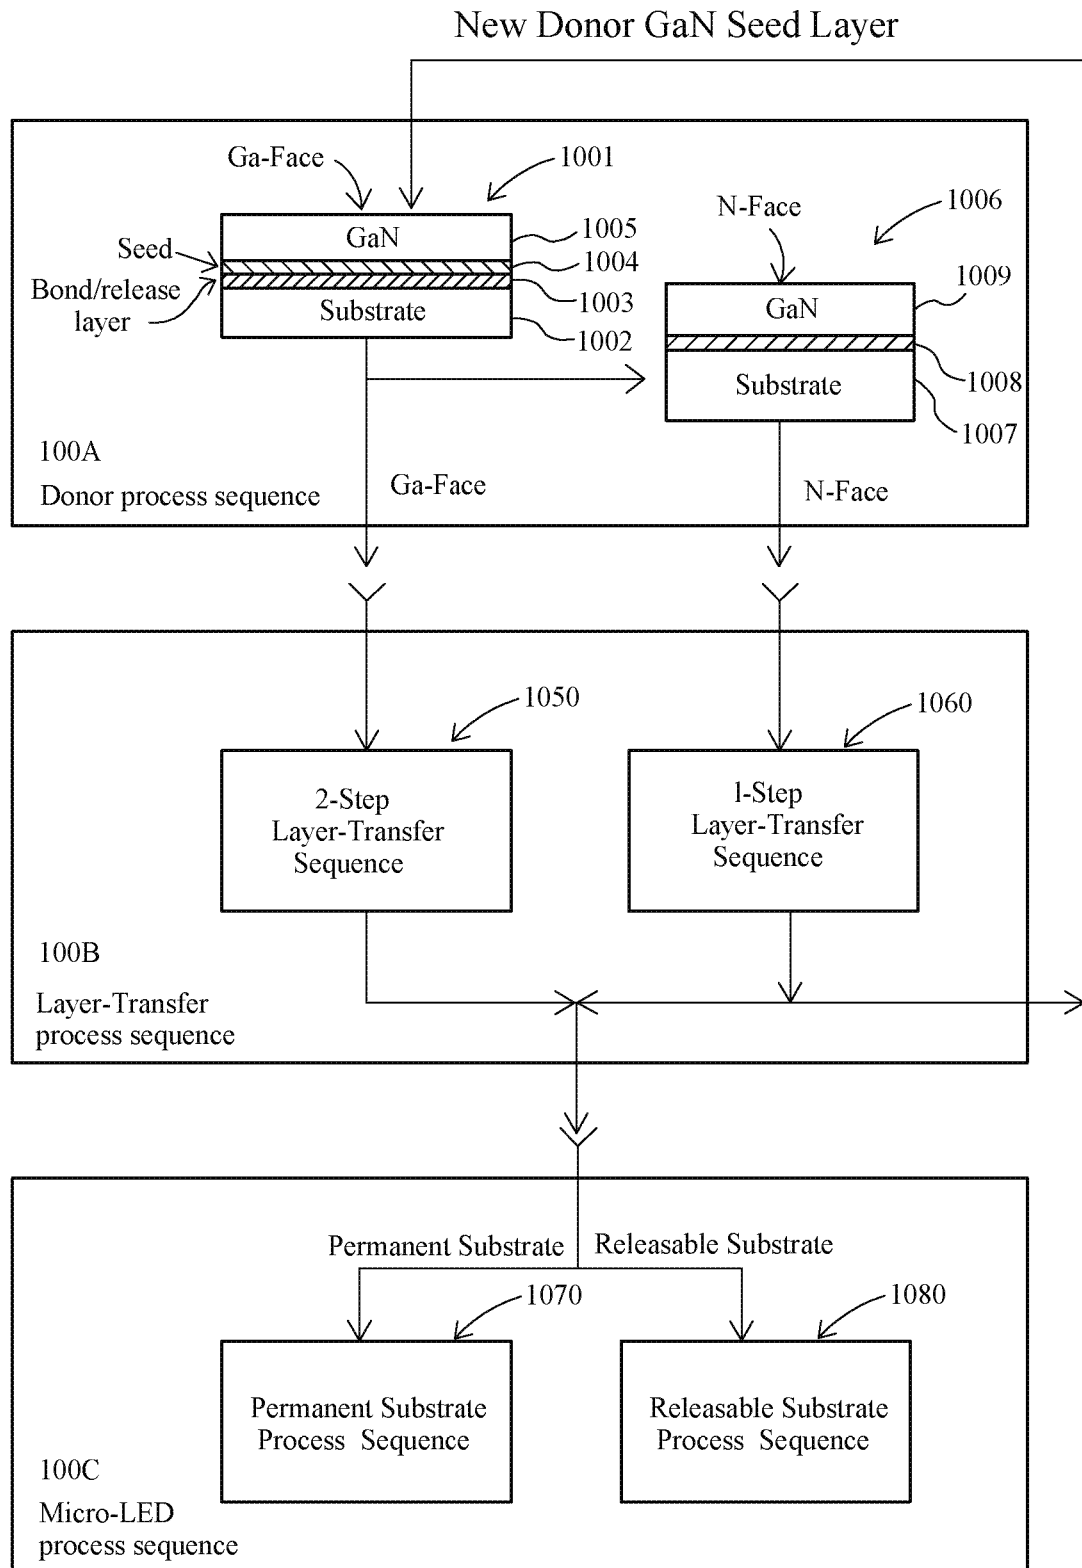 New Donor GaN Seed Layer
Ga-Face
1001
N-Face
1006
GaN
1005
Seed
1004
Bond/release
layer
1003
Substrate
1002
GaN
1009
1008
Substrate
1007
100A
Donor process sequence
Ga-Face
N-Face
1050
1060
2-Step
Layer-Transfer
Sequence
1-Step
Layer-Transfer
Sequence
100B
Layer-Transfer
process sequence
Permanent Substrate
Releasable Substrate
1070
1080
Permanent Substrate
Process Sequence
Releasable Substrate
Process Sequence
100C
Micro-LED
process sequence